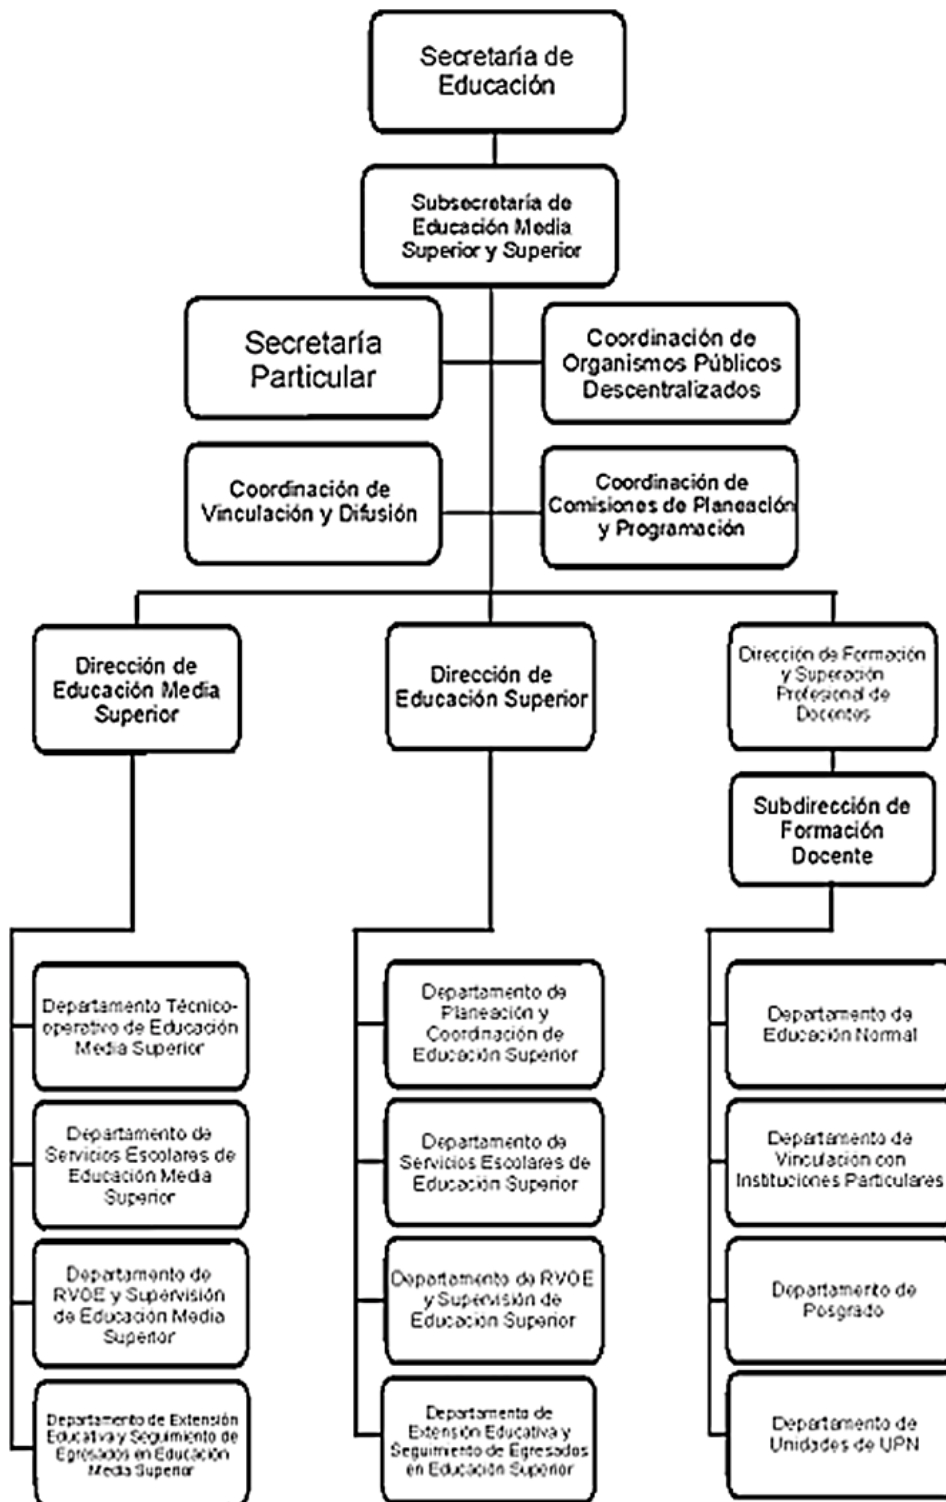 Secretaría de
Educación
Subsecretaría de
Educación Media
Superior y Superior
Secretaría
Particular
Coordinación de
Organismos Públicos
Descentralizados
Coordinación de
Vinculación y Difusión
Coordinación de
Comisiones de Planeación
y Programación
Dirección de
Educación Media
Superior
Dirección de
Educación Superior
Dirección de Formación
y Superación
Profesional de
Docentes
Subdirección de
Formación
Docente
Departamento Técnico-
operativo de Educación
Media Superior
Departamento de
Planeación y
Coordinación de
Educación Superior
Departamento de
Educación Normal
Departamento de
Servicios Escolares de
Educación Media
Superior
Departamento de
Servicios Escolares de
Educación Superior
Departamento de
Vinculación con
Instituciones Particulares
Departamento de
RVOE y Supervisión
de Educación Media
Superior
Departamento de RVOE
y Supervisión de
Educación Superior
Departamento de
Posgrado
Departamento de Extensión
Educativa y Seguimiento de
Egresados en Educación
Media Superior
Departamento de
Extensión Educativa y
Seguimiento de Egresados
en Educación Superior
Departamento de
Unidades de UPN